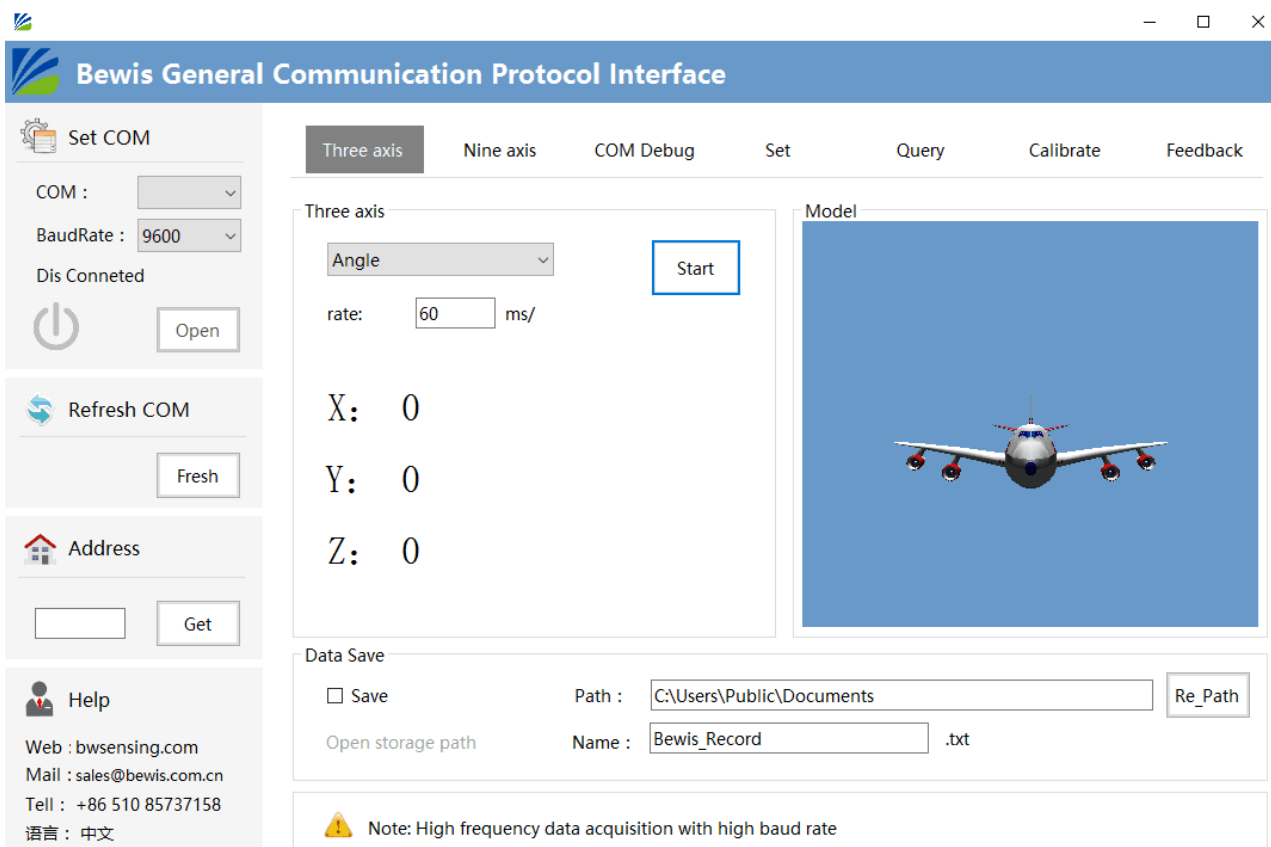 Bewis General Communication Protocol Interface
Set COM
COM :
BaudRate : 9600
Dis Conneted
Open
Refresh COM
Fresh
Address
Get
Help
Web : bwsensing.com
Mail : sales@bewis.com.cn
Tell : +86 510 85737158
语言： 中文
Three axis Nine axis COM Debug Set Query Calibrate Feedback
Three axis
Angle
Start
rate: 60 ms/
X: 0
Y: 0
Z: 0
Model
Data Save
Save
Path : C:\Users\Public\Documents Re_Path
Open storage path
Name : Bewis_Record .txt
Note: High frequency data acquisition with high baud rate